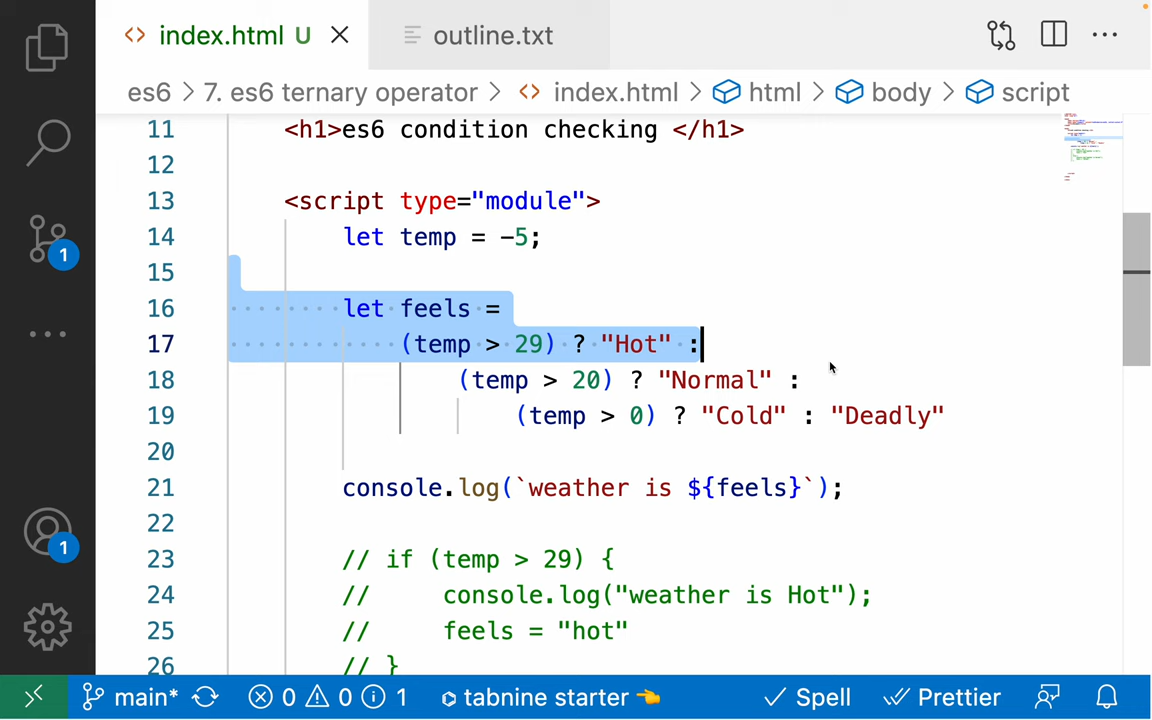 index.html U
outline.txt
es6 > 7. es6 ternary operator > index.html > html > body > script
11 <h1>es6 condition checking </h1>
12
13 <script type="module">
14 let temp = -5;
15
16 let feels =
17 (temp > 29) ? "Hot" :
18 (temp > 20) ? "Normal" :
19 (temp > 0) ? "Cold" : "Deadly"
20
21 console.log(`weather is ${feels}`);
22
23 // if (temp > 29) {
24 // console.log("weather is Hot");
25 // feels = "hot"
26 // }
1
1
main* 0 0 1 tabnine starter Spell Prettier